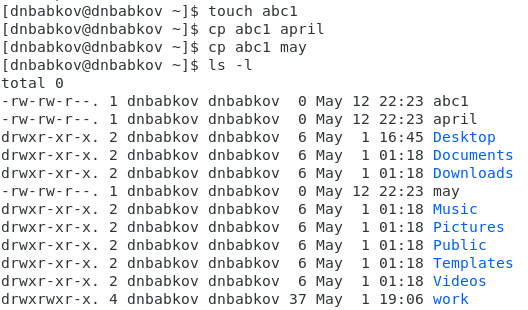 [dnbabkov@dnbabkov ~]$ touch abc1
[dnbabkov@dnbabkov ~]$ cp abc1 april
[dnbabkov@dnbabkov ~]$ cp abc1 may
[dnbabkov@dnbabkov ~]$ ls -l
total 0
-rw-rw-r--. 1 dnbabkov dnbabkov  0 May 12 22:23 abc1
-rw-rw-r--. 1 dnbabkov dnbabkov  0 May 12 22:23 april
drwxr-xr-x. 2 dnbabkov dnbabkov  6 May  1 16:45 Desktop
drwxr-xr-x. 2 dnbabkov dnbabkov  6 May  1 01:18 Documents
drwxr-xr-x. 2 dnbabkov dnbabkov  6 May  1 01:18 Downloads
-rw-rw-r--. 1 dnbabkov dnbabkov  0 May 12 22:23 may
drwxr-xr-x. 2 dnbabkov dnbabkov  6 May  1 01:18 Music
drwxr-xr-x. 2 dnbabkov dnbabkov  6 May  1 01:18 Pictures
drwxr-xr-x. 2 dnbabkov dnbabkov  6 May  1 01:18 Public
drwxr-xr-x. 2 dnbabkov dnbabkov  6 May  1 01:18 Templates
drwxr-xr-x. 2 dnbabkov dnbabkov  6 May  1 01:18 Videos
drwxrwxr-x. 4 dnbabkov dnbabkov 37 May  1 19:06 work